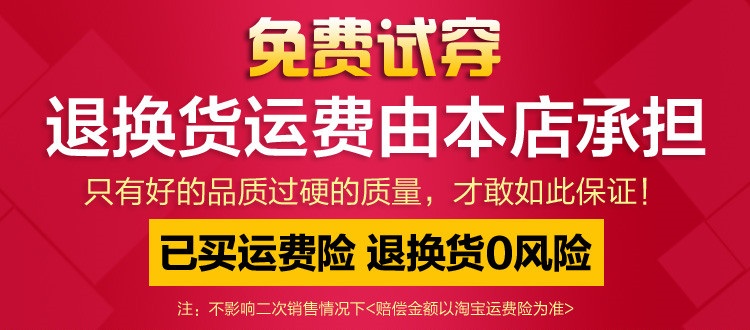 免费试穿
退换货运费由本店承担
只有好的品质过硬的质量，才敢如此保证！
已买运费险 退换货0风险
注：不影响二次销售情况下<赔偿金额以淘宝运费险为准>